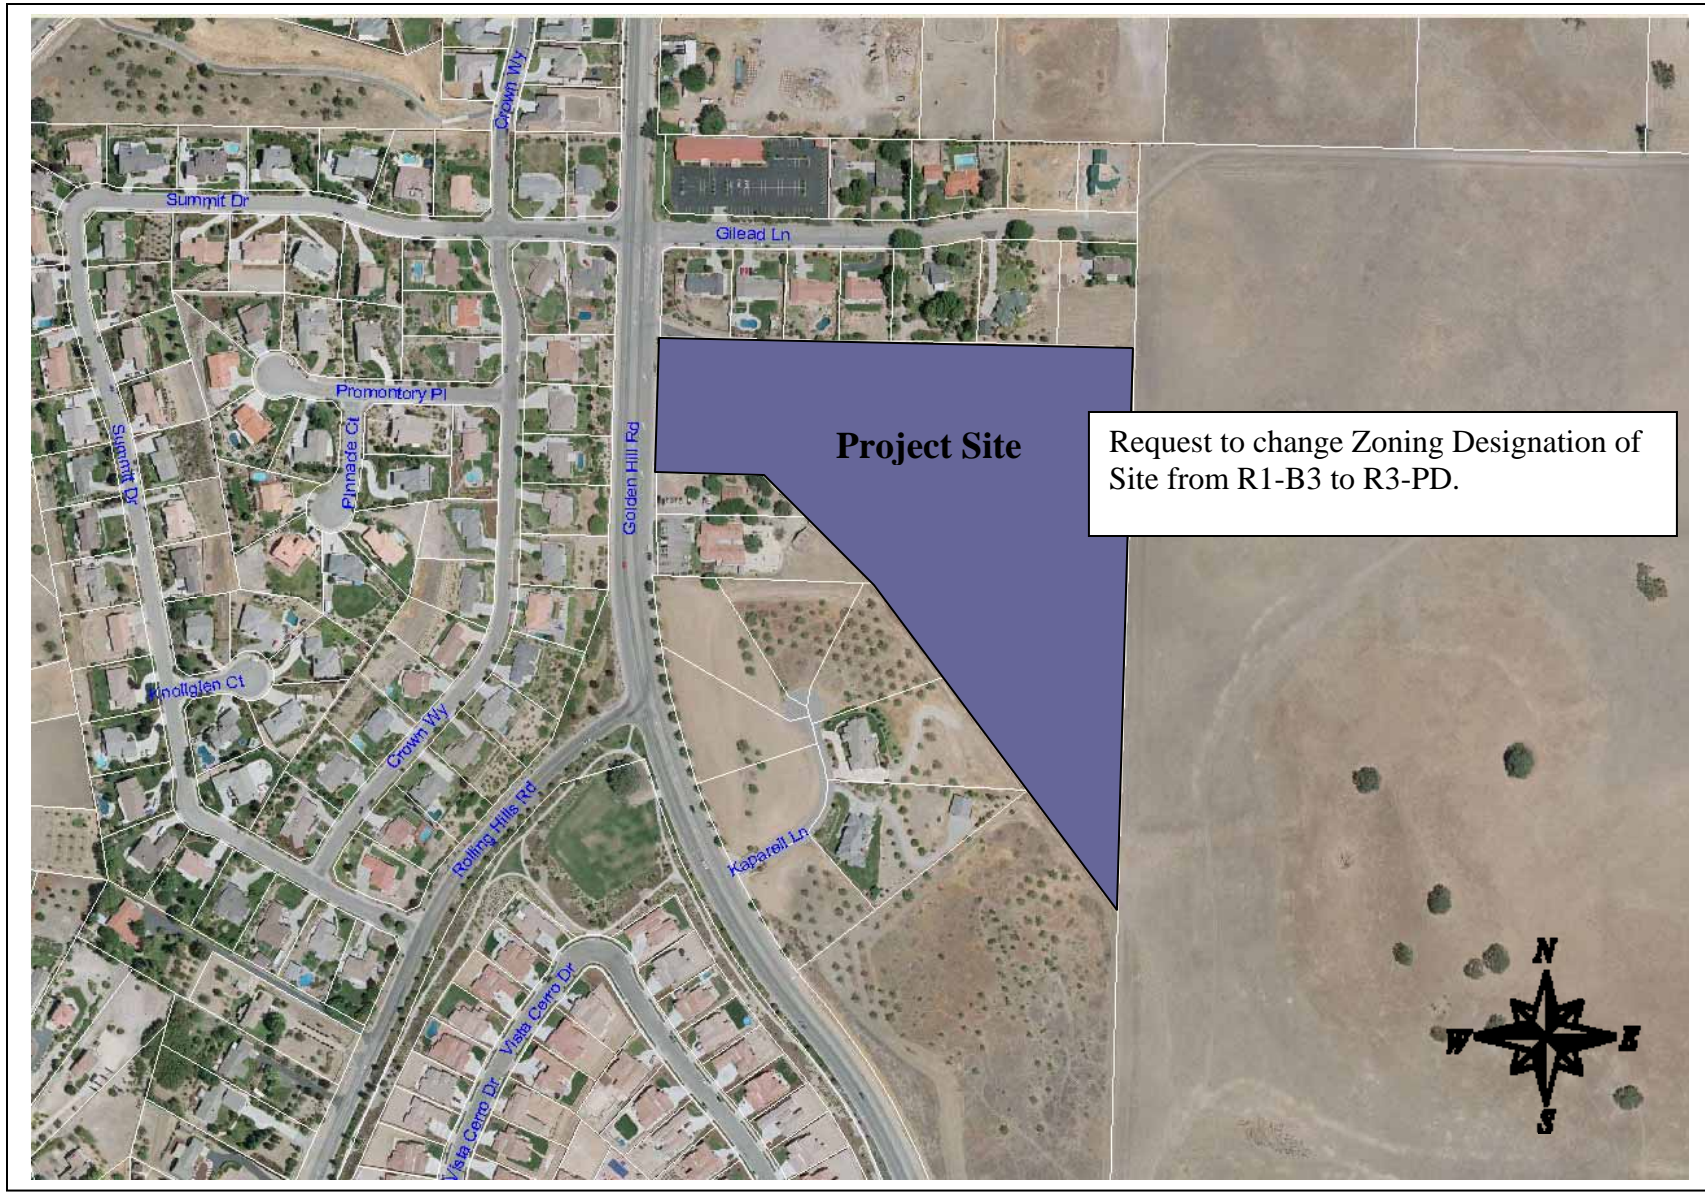 Crown Wy
Summit Dr
Gilead Ln
Promontory Pl
Pinnacle Ct
Summit Dr
Golden Hill Rd
Project Site
Request to change Zoning Designation of
Site from R1-B3 to R3-PD.
Knollglen Ct
Crown Wy
Rolling Hills Rd
Kapareil Ln
Vista Cerro Dr
Vista Cerro Dr
N
W
E
S